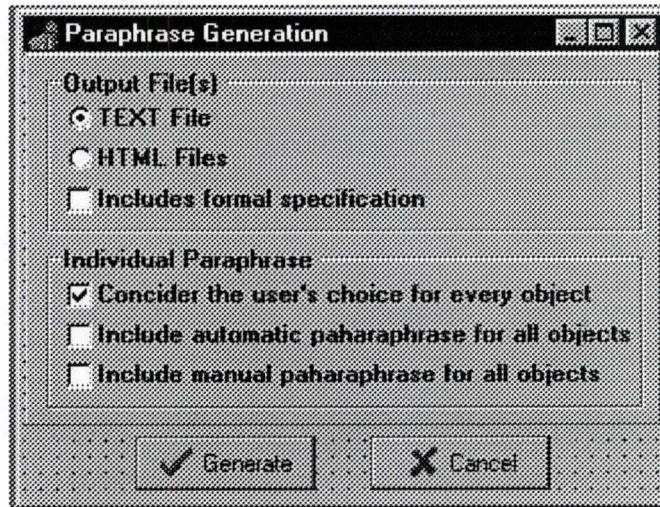 Paraphrase Generation
Output File(s)
TEXT File
HTML Files
Includes formal specification
Individual Paraphrase
Concider the user's choice for every object
Include automatic paharaphrase for all objects
Include manual paharaphrase for all objects
Generate
Cancel